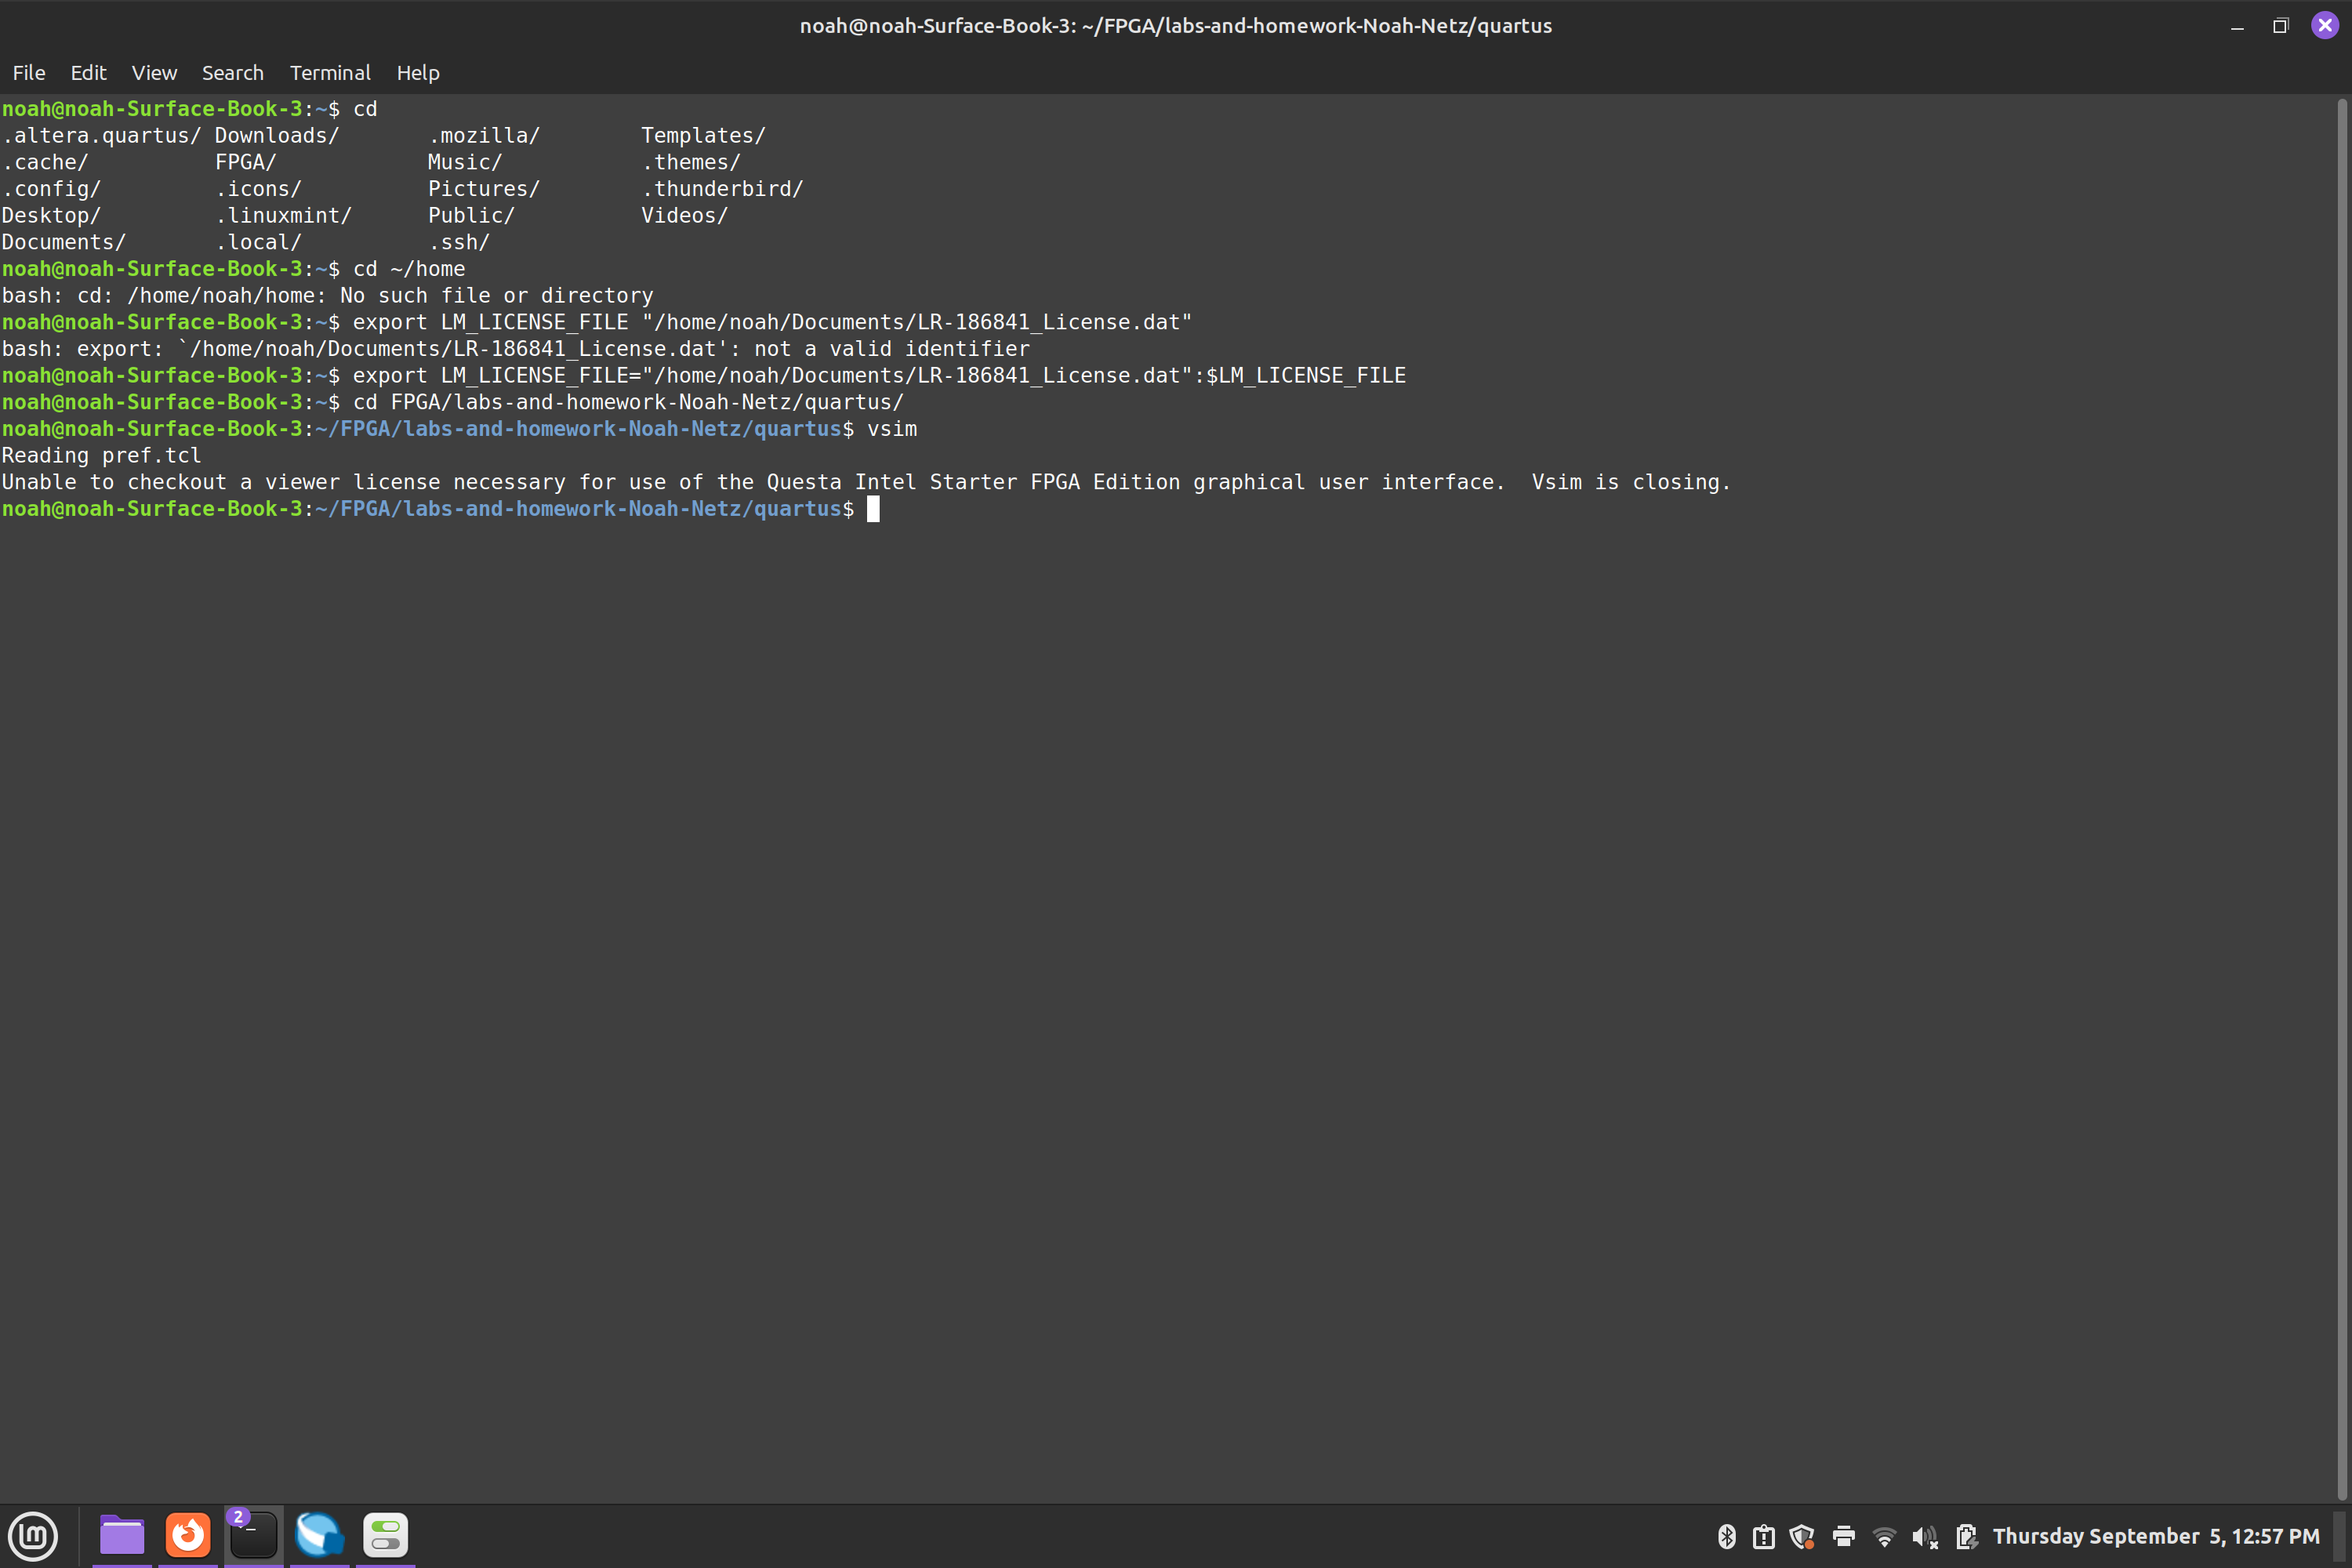 noah@noah-Surface-Book-3: ~/FPGA/labs-and-homework-Noah-Netz/quartus
File Edit View Search Terminal Help
noah@noah-Surface-Book-3:~$ cd
.altera.quartus/ Downloads/ .mozilla/ Templates/
.cache/ FPGA/ Music/ .themes/
.config/ .icons/ Pictures/ .thunderbird/
Desktop/ .linuxmint/ Public/ Videos/
Documents/ .local/ .ssh/
noah@noah-Surface-Book-3:~$ cd ~/home
bash: cd: /home/noah/home: No such file or directory
noah@noah-Surface-Book-3:~$ export LM_LICENSE_FILE "/home/noah/Documents/LR-186841_License.dat"
bash: export: `/home/noah/Documents/LR-186841_License.dat': not a valid identifier
noah@noah-Surface-Book-3:~$ export LM_LICENSE_FILE="/home/noah/Documents/LR-186841_License.dat":$LM_LICENSE_FILE
noah@noah-Surface-Book-3:~$ cd FPGA/labs-and-homework-Noah-Netz/quartus/
noah@noah-Surface-Book-3:~/FPGA/labs-and-homework-Noah-Netz/quartus$ vsim
Reading pref.tcl
Unable to checkout a viewer license necessary for use of the Questa Intel Starter FPGA Edition graphical user interface.  Vsim is closing.
noah@noah-Surface-Book-3:~/FPGA/labs-and-homework-Noah-Netz/quartus$
2
Thursday September 5, 12:57 PM